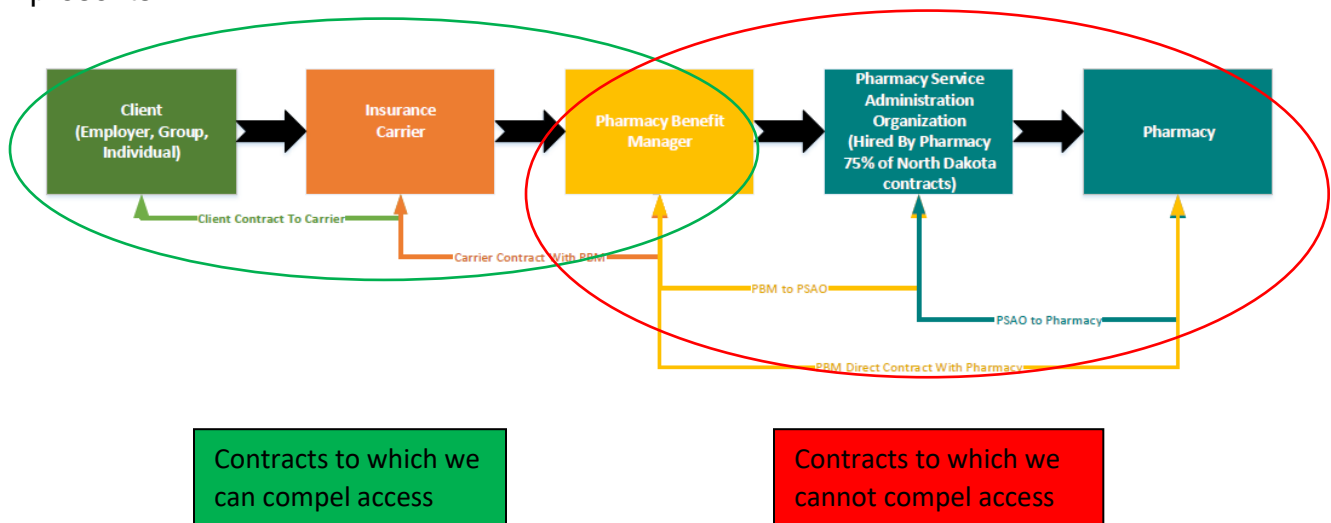 Client
(Employer, Group,
Individual)
Insurance
Carrier
Pharmacy Benefit
Manager
Pharmacy Service
Administration
Organization
(Hired By Pharmacy
75% of North Dakota
contracts)
Pharmacy
Client Contract To Carrier
Carrier Contract With PBM
PBM to PSAO
PSAO to Pharmacy
PBM Direct Contract With Pharmacy
Contracts to which we
can compel access
Contracts to which we
cannot compel access